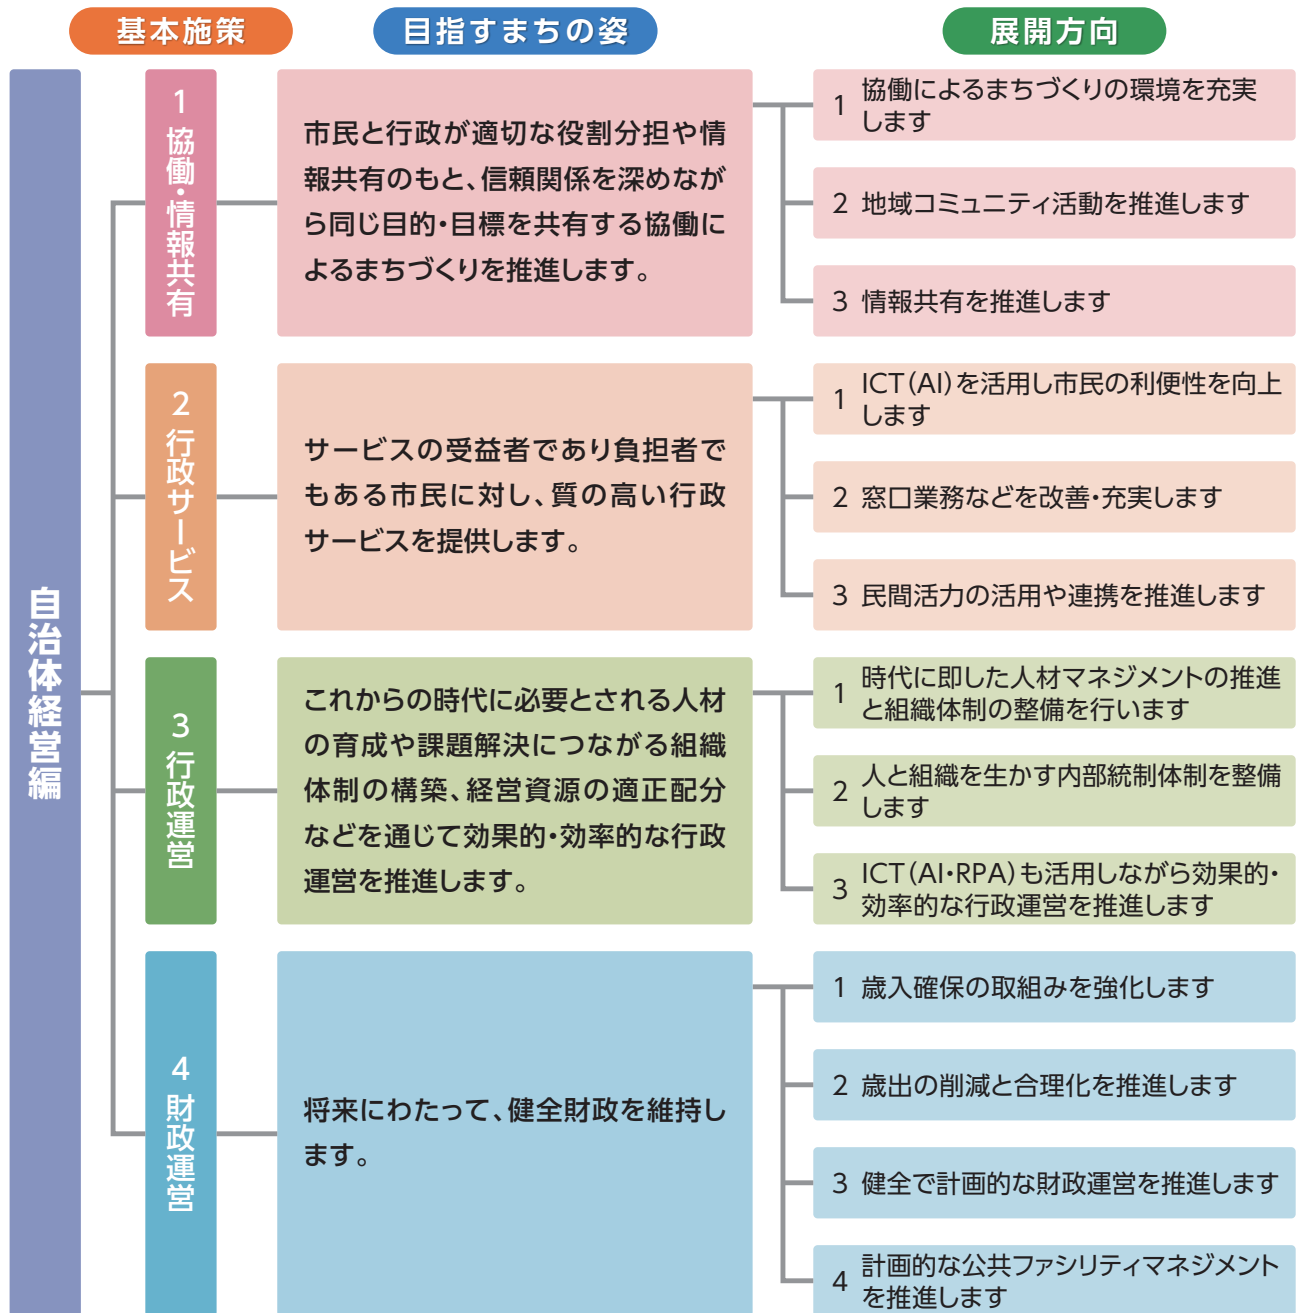 基本施策
目指すまちの姿
展開方向
自治体経営編
1 協働・情報共有
市民と行政が適切な役割分担や情
報共有のもと、信頼関係を深めなが
ら同じ目的・目標を共有する協働に
よるまちづくりを推進します。
1 協働によるまちづくりの環境を充実
します
2 地域コミュニティ活動を推進します
3 情報共有を推進します
2 行政サービス
サービスの受益者であり負担者で
もある市民に対し、質の高い行政
サービスを提供します。
1 ICT(AI)を活用し市民の利便性を向上
します
2 窓口業務などを改善・充実します
3 民間活力の活用や連携を推進します
3 行政運営
これからの時代に必要とされる人材
の育成や課題解決につながる組織
体制の構築、経営資源の適正配分
などを通じて効果的・効率的な行政
運営を推進します。
1 時代に即した人材マネジメントの推進
と組織体制の整備を行います
2 人と組織を生かす内部統制体制を整備
します
3 ICT(AI・RPA)も活用しながら効果的・
効率的な行政運営を推進します
4 財政運営
将来にわたって、健全財政を維持し
ます。
1 歳入確保の取組みを強化します
2 歳出の削減と合理化を推進します
3 健全で計画的な財政運営を推進します
4 計画的な公共ファシリティマネジメント
を推進します